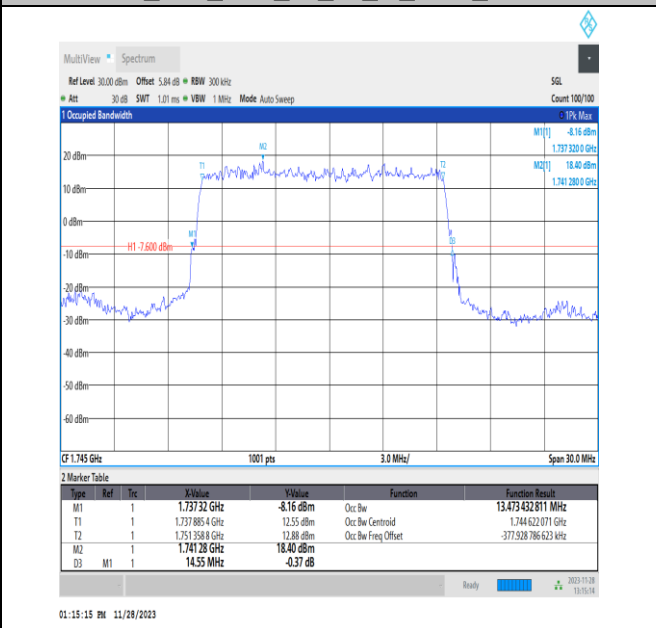 MultiView Spectrum
Ref Level 30.00 dBm Offset 5.84 dB RBW 300 kHz SGL
Att 30 dB SWT 1.01 ms VBW 1 MHz Mode Auto Sweep Count 100/100
1 Occupied Bandwidth 1Pk Max
M1[1] -8.16 dBm
1.737 320 0 GHz
M2[1] 18.40 dBm
1.741 280 0 GHz
M2
20 dBm
T1 T2
10 dBm
0 dBm
M1 D3
H1 -7.600 dBm
-10 dBm
-20 dBm
-30 dBm
-40 dBm
-50 dBm
-60 dBm
CF 1.745 GHz 1001 pts 3.0 MHz/ Span 30.0 MHz
2 Marker Table
Type Ref Trc X-Value Y-Value Function Function Result
M1 1 1.73732 GHz -8.16 dBm Occ Bw 13.473 432 811 MHz
T1 1 1.737 885 4 GHz 12.55 dBm Occ Bw Centroid 1.744 622 071 GHz
T2 1 1.751 358 8 GHz 12.88 dBm Occ Bw Freq Offset -377.928 786 623 kHz
M2 1 1.741 28 GHz 18.40 dBm
D3 M1 1 14.55 MHz -0.37 dB
Ready 2023-11-28
13:15:14
01:15:15 PM 11/28/2023